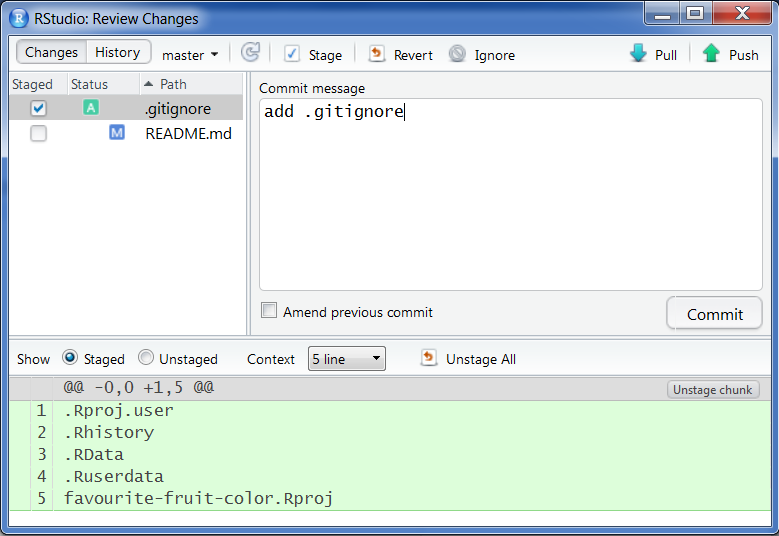 RStudio: Review Changes
Changes History master Stage Revert Ignore Pull Push
Staged Status Path
A .gitignore
M README.md
Commit message
add .gitignore
Amend previous commit
Commit
Show Staged Unstaged Context 5 line Unstage All
@@ -0,0 +1,5 @@ Unstage chunk
1 .Rproj.user
2 .Rhistory
3 .RData
4 .Ruserdata
5 favourite-fruit-color.Rproj